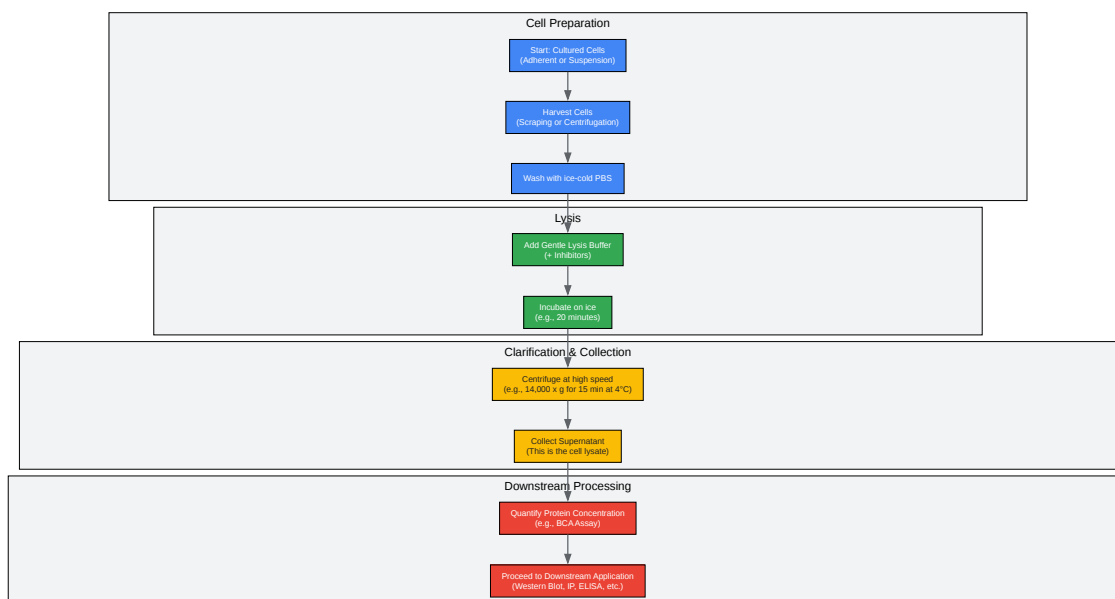 Cell Preparation
Start: Cultured Cells
(Adherent or Suspension)
Harvest Cells
(Scraping or Centrifugation)
Wash with ice-cold PBS
Lysis
Add Gentle Lysis Buffer
(+ Inhibitors)
Incubate on ice
(e.g., 20 minutes)
Clarification & Collection
Centrifuge at high speed
(e.g., 14,000 x g for 15 min at 4°C)
Collect Supernatant
(This is the cell lysate)
Downstream Processing
Quantify Protein Concentration
(e.g., BCA Assay)
Proceed to Downstream Application
(Western Blot, IP, ELISA, etc.)